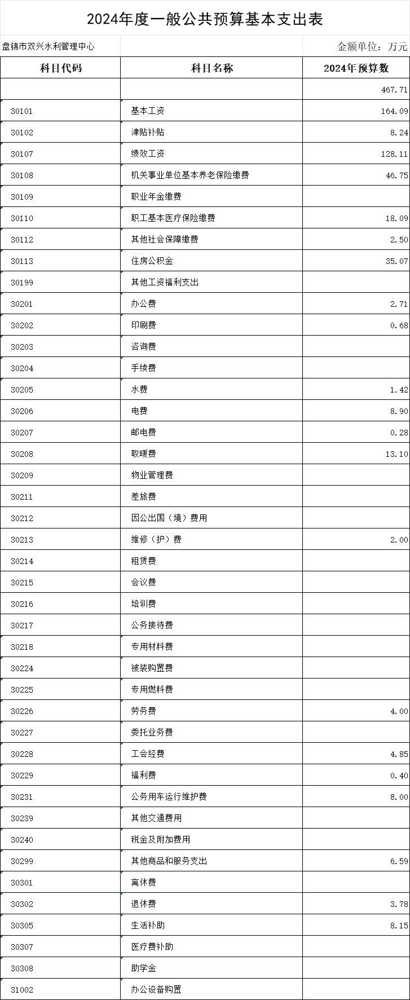 2024年度一般公共预算基本支出表
盘锦市双兴水利管理中心 金额单位：万元
科目代码 科目名称 2024年预算数
467.71
30101 基本工资 164.09
30102 津贴补贴 8.24
30107 绩效工资 128.11
30108 机关事业单位基本养老保险缴费 46.75
30109 职业年金缴费
30110 职工基本医疗保险缴费 18.09
30112 其他社会保障缴费 2.50
30113 住房公积金 35.07
30199 其他工资福利支出
30201 办公费 2.71
30202 印刷费 0.68
30203 咨询费
30204 手续费
30205 水费 1.42
30206 电费 8.90
30207 邮电费 0.28
30208 取暖费 13.10
30209 物业管理费
30211 差旅费
30212 因公出国（境）费用
30213 维修（护）费 2.00
30214 租赁费
30215 会议费
30216 培训费
30217 公务接待费
30218 专用材料费
30224 被装购置费
30225 专用燃料费
30226 劳务费 4.00
30227 委托业务费
30228 工会经费 4.85
30229 福利费 0.40
30231 公务用车运行维护费 8.00
30239 其他交通费用
30240 税金及附加费用
30299 其他商品和服务支出 6.59
30301 离休费
30302 退休费 3.78
30305 生活补助 8.15
30307 医疗费补助
30308 助学金
31002 办公设备购置